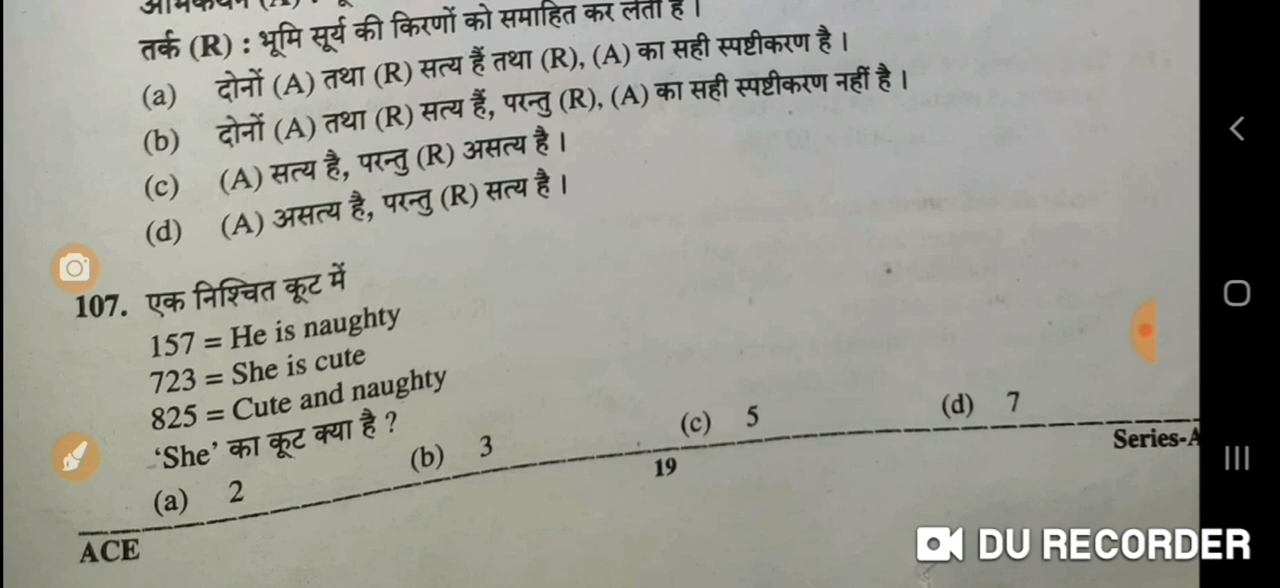 तर्क (R) : भूमि सूर्य की किरणों को समाहित कर लेती है ।
(a) दोनों (A) तथा (R) सत्य हैं तथा (R), (A) का सही स्पष्टीकरण है ।
(b) दोनों (A) तथा (R) सत्य हैं, परन्तु (R), (A) का सही स्पष्टीकरण नहीं है ।
(c) (A) सत्य है, परन्तु (R) असत्य है ।
(d) (A) असत्य है, परन्तु (R) सत्य है ।
107. एक निश्चित कूट में
157 = He is naughty
723 = She is cute
825 = Cute and naughty
‘She’ का कूट क्या है ?
(a) 2 (b) 3 (c) 5 (d) 7
ACE 19 Series-A
DU RECORDER